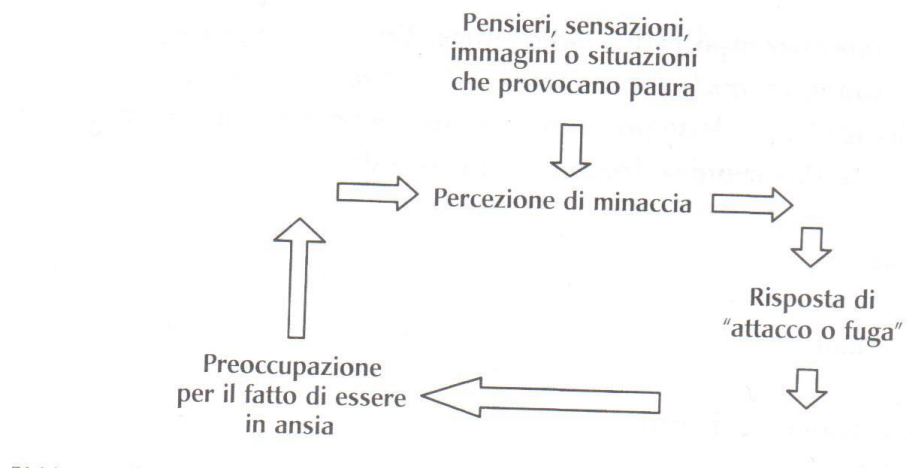 Pensieri, sensazioni,
immagini o situazioni
che provocano paura
Percezione di minaccia
Risposta di
"attacco o fuga"
Preoccupazione
per il fatto di essere
in ansia